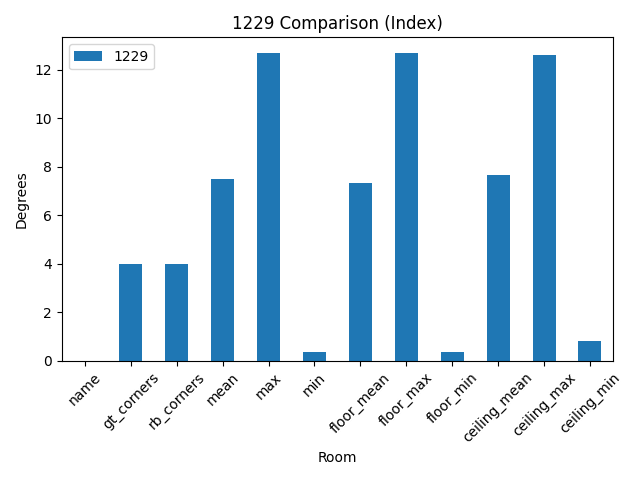 1229 Comparison (Index)
1229
Degrees
12
10
8
6
4
2
0
name
gt_corners
rb_corners
mean
max
min
floor_mean
floor_max
floor_min
ceiling_mean
ceiling_max
ceiling_min
Room